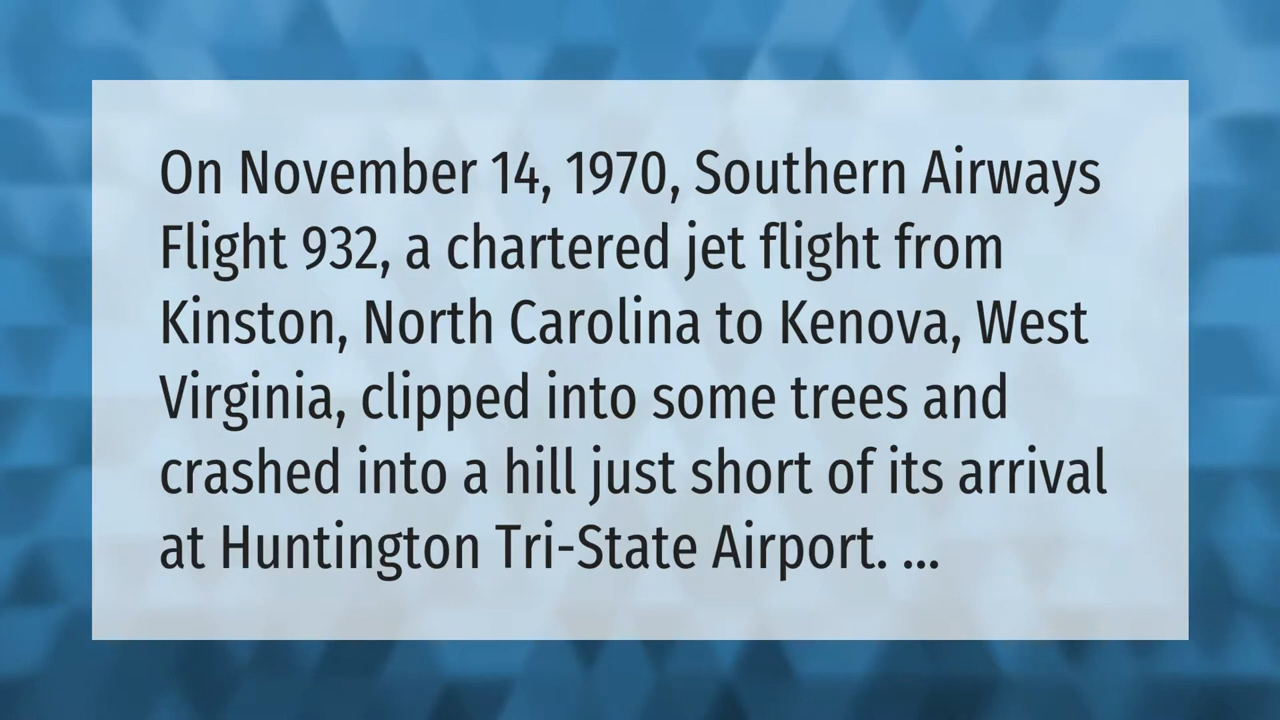 On November 14, 1970, Southern Airways
Flight 932, a chartered jet flight from
Kinston, North Carolina to Kenova, West
Virginia, clipped into some trees and
crashed into a hill just short of its arrival
at Huntington Tri-State Airport. ...